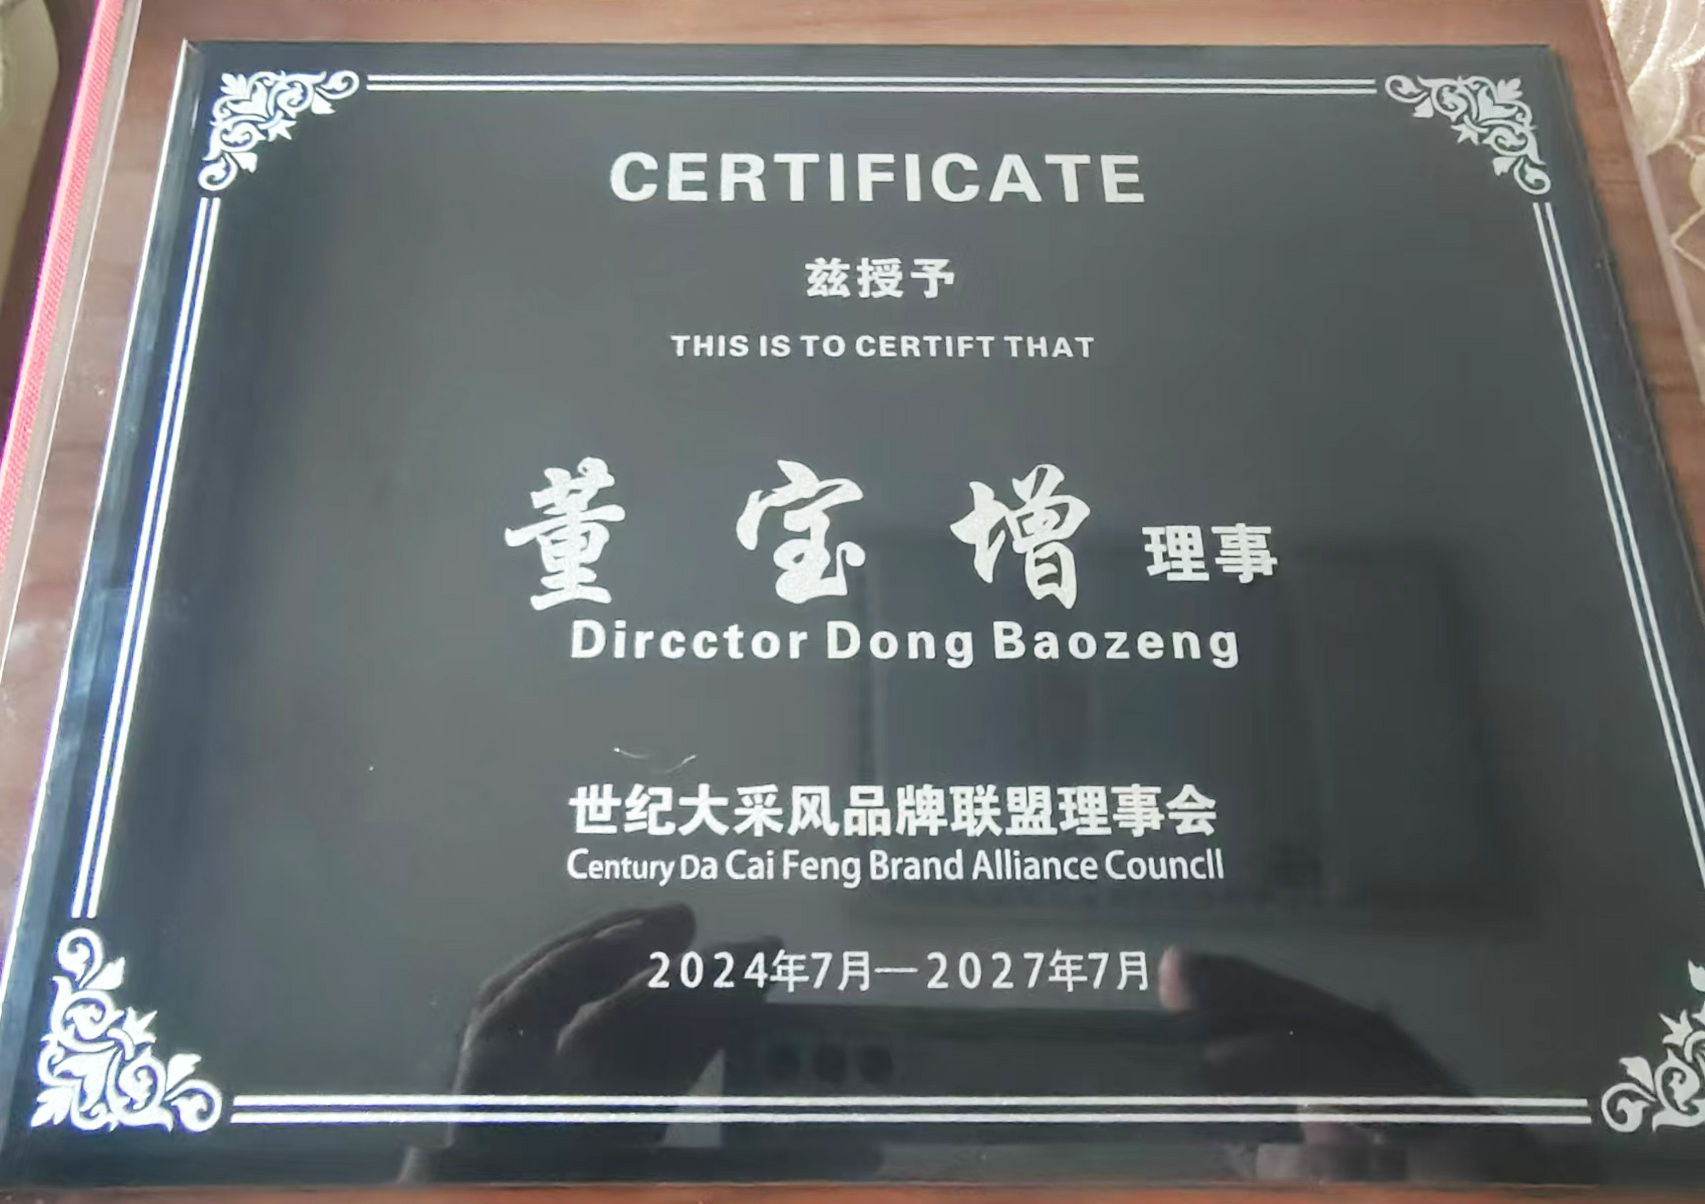 CERTIFICATE
兹授予
THIS IS TO CERTIFT THAT
董宝增 理事
Dircctor Dong Baozeng
世纪大采风品牌联盟理事会
Century Da Cai Feng Brand Alliance Councll
2024年7月—2027年7月